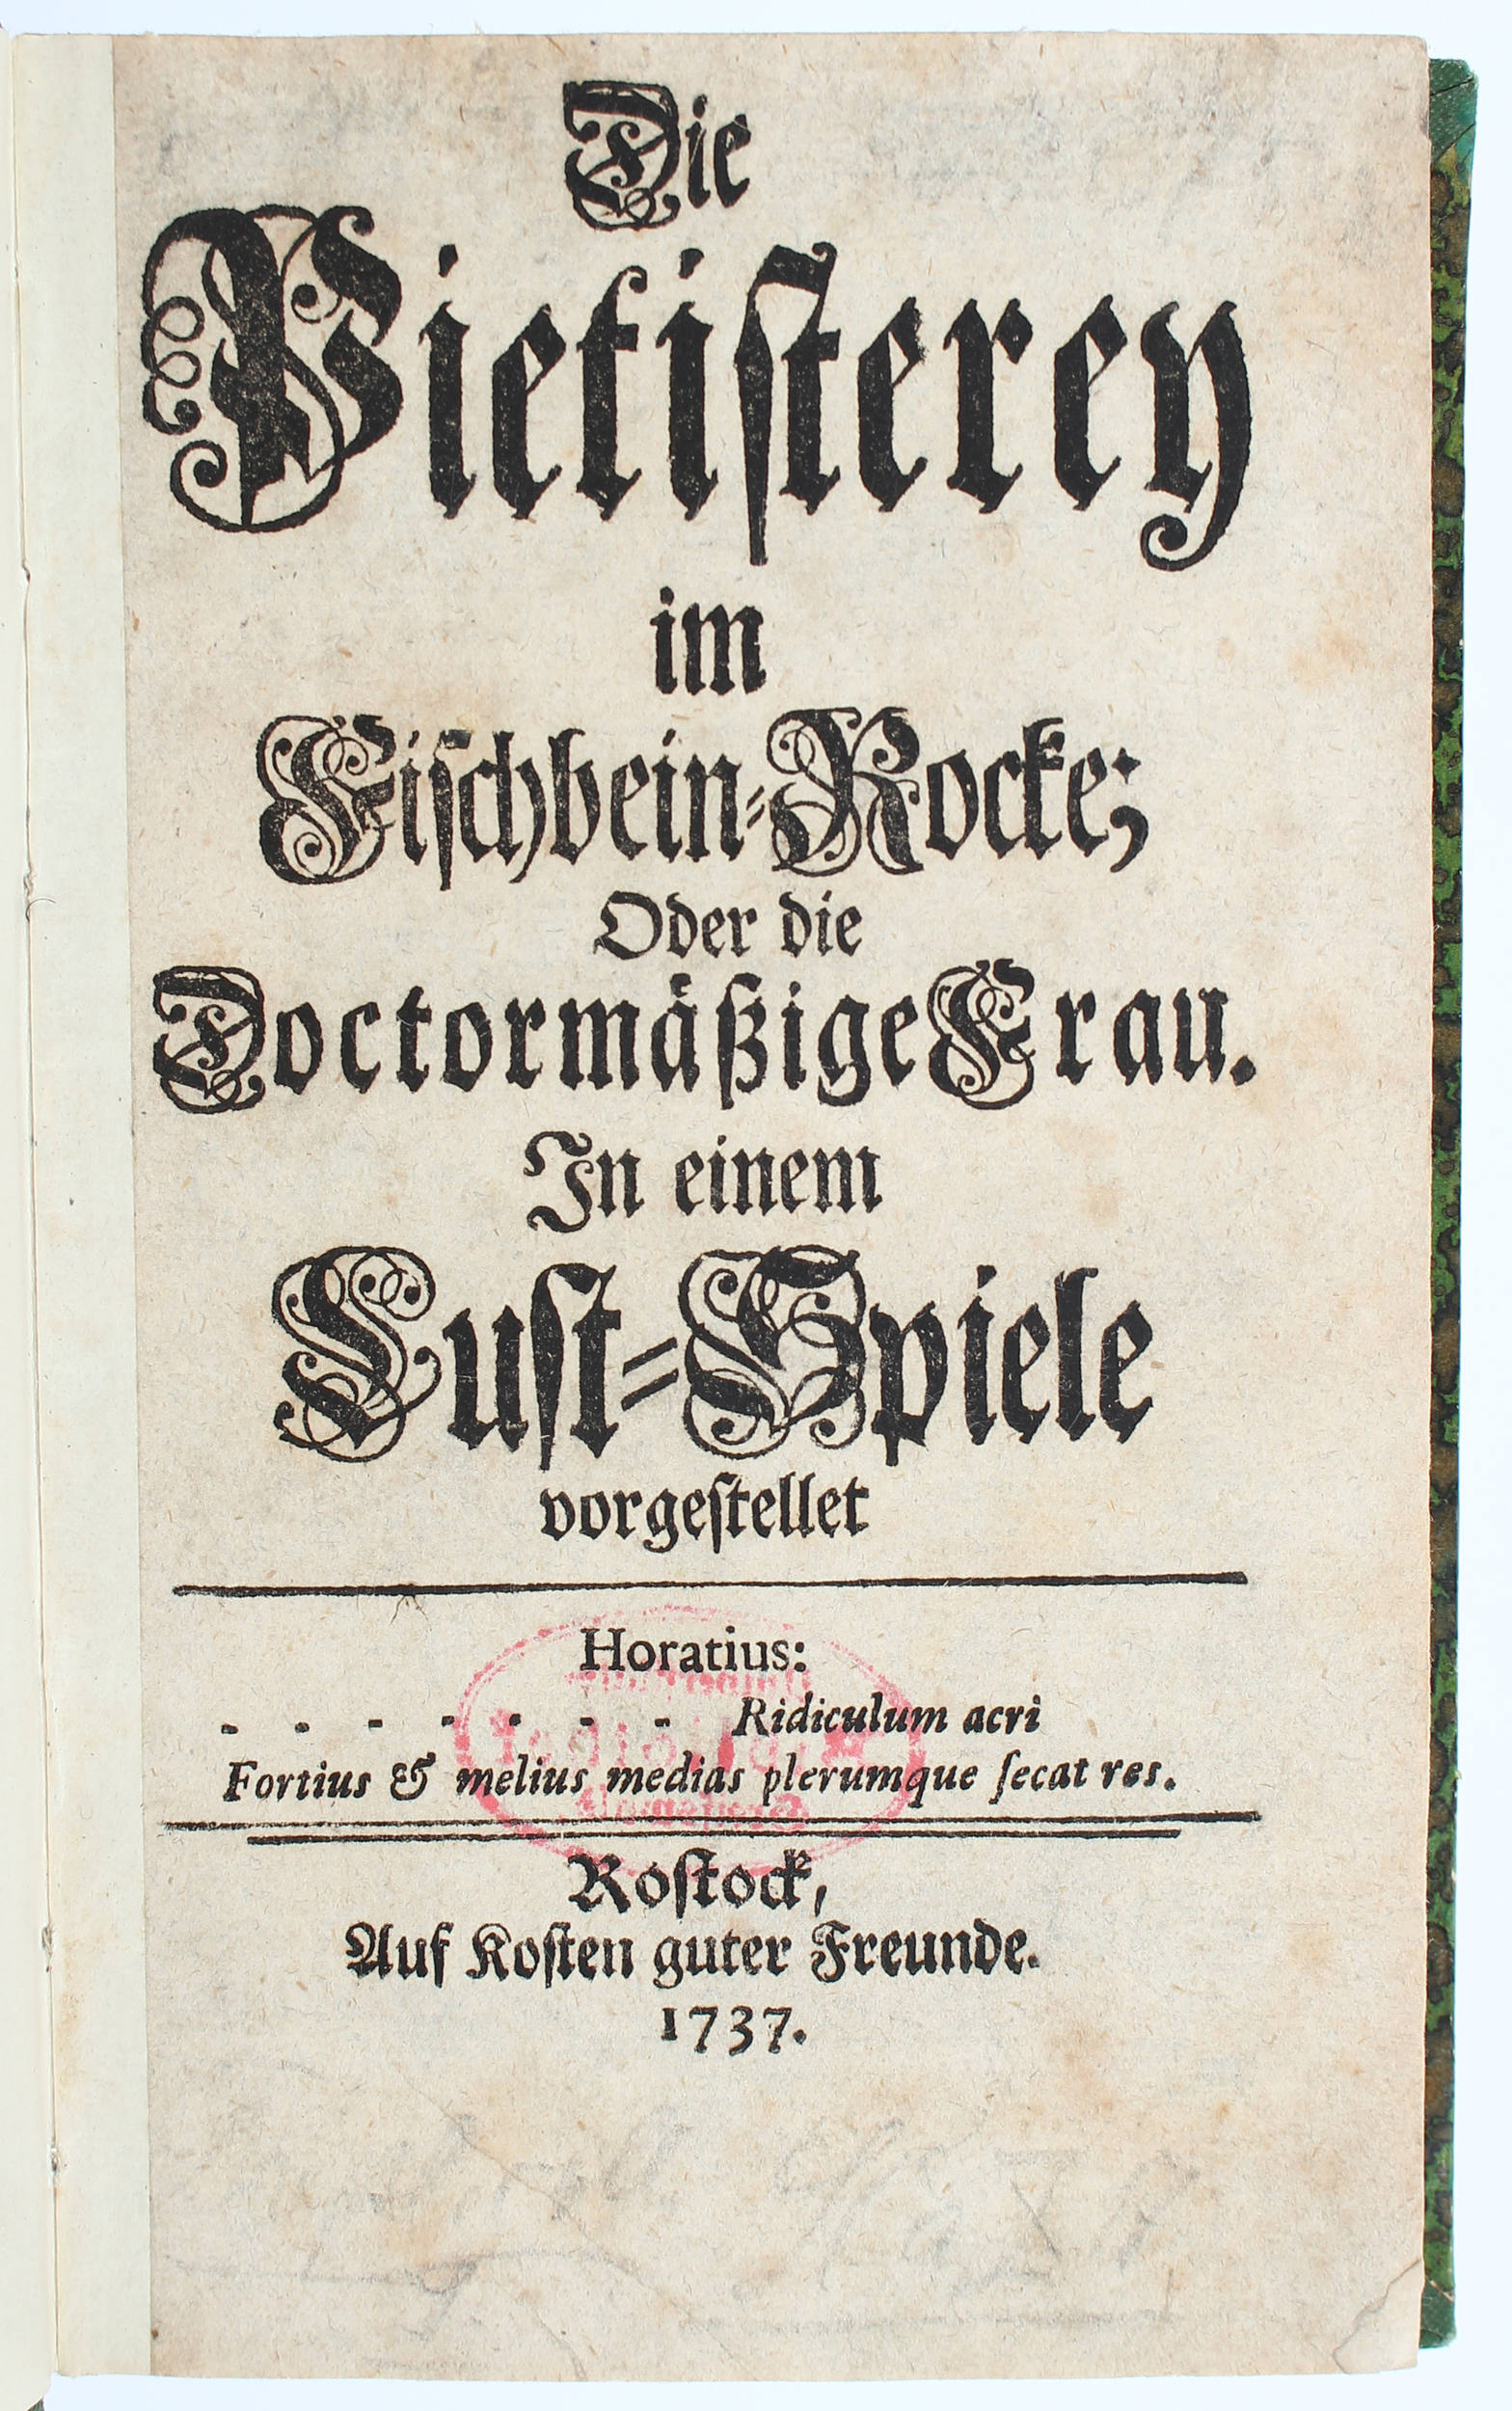 Die
Pietiſterey
im
Fiſchbein⸗Rocke;
Oder die
Doctormäßige Frau.
In einem
Luſt⸗Spiele
vorgeſtellet
Horatius:
- - - - - - - Ridiculum acri
Fortius & melius medias plerumque ſecat res.
Roſtock,
Auf Koſten guter Freunde.
1737.